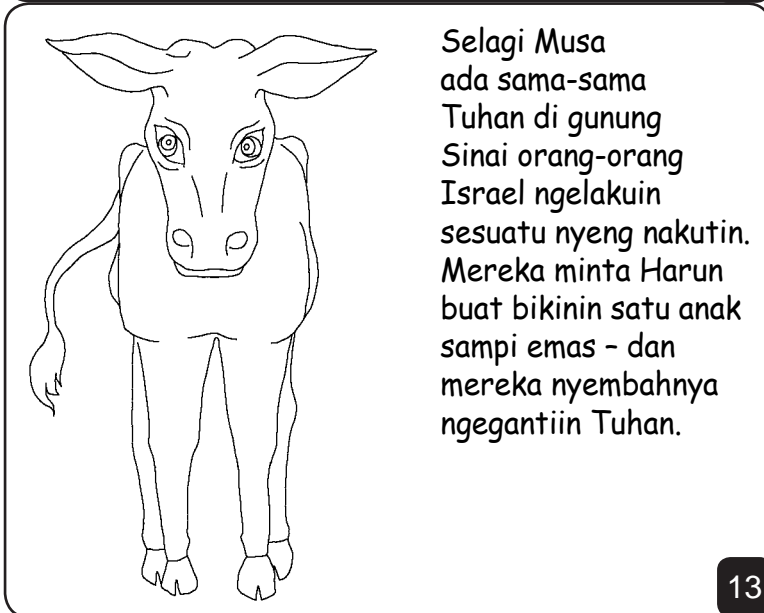 Selagi Musa
ada sama-sama
Tuhan di gunung
Sinai orang-orang
Israel ngelakuin
sesuatu nyeng nakutin.
Mereka minta Harun
buat bikinin satu anak
sampi emas – dan
mereka nyembahnya
ngegantiin Tuhan.
13